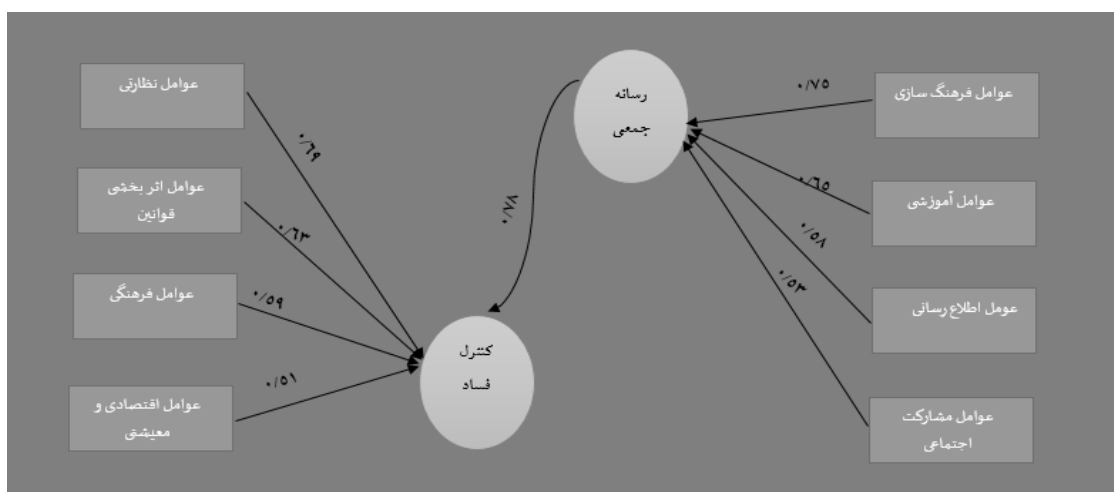 عوامل نظارتی
عوامل اثر بخشی
قوانین
عوامل فرهنگی
عوامل اقتصادی و
معیشتی
۰/۶۹
۰/۶۳
۰/۵۹
۰/۵۱
رسانه
جمعی
۰/۷۸
کنترل
فساد
۰/۷۵
۰/۶۵
۰/۵۸
۰/۵۳
عوامل فرهنگ سازی
عوامل آموزشی
عومل اطلاع رسانی
عوامل مشارکت
اجتماعی